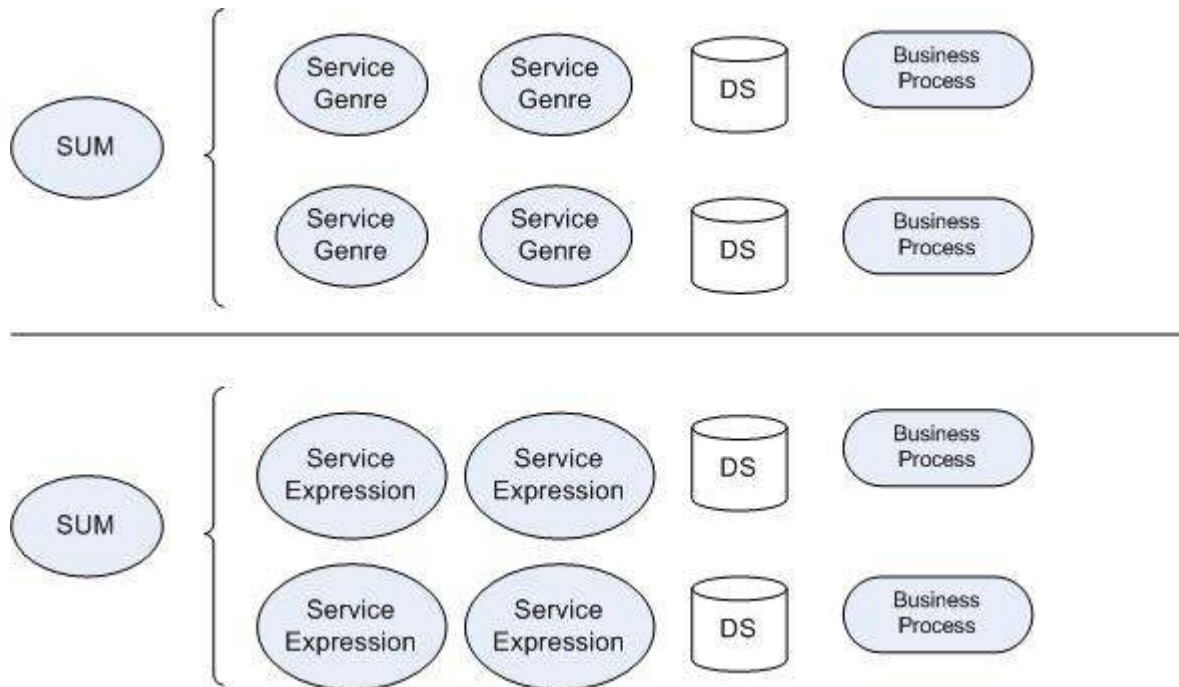 SUM
Service
Genre
Service
Genre
DS
Business
Process
Service
Genre
Service
Genre
DS
Business
Process
SUM
Service
Expression
Service
Expression
DS
Business
Process
Service
Expression
Service
Expression
DS
Business
Process